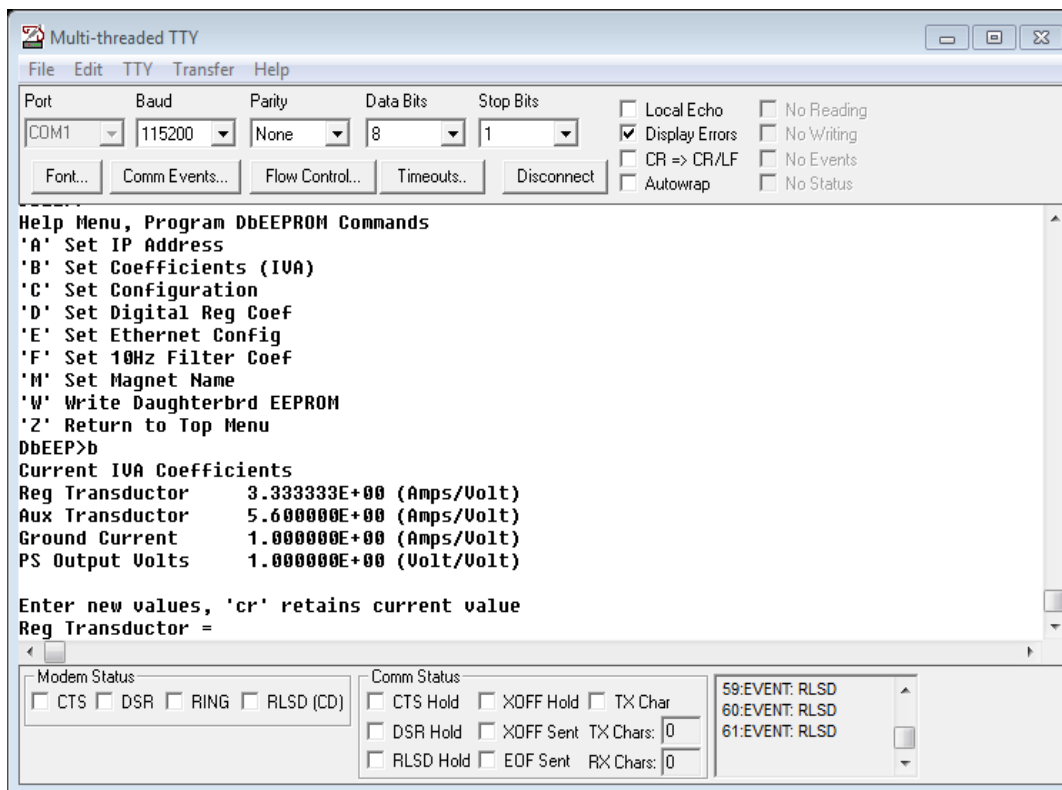 Multi-threaded TTY
File Edit TTY Transfer Help
Port Baud Parity Data Bits Stop Bits
COM1 115200 None 8 1
Local Echo No Reading
Display Errors No Writing
CR => CR/LF No Events
Autowrap No Status
Font... Comm Events... Flow Control... Timeouts.. Disconnect
Help Menu, Program DbEEPROM Commands
'A' Set IP Address
'B' Set Coefficients (IVA)
'C' Set Configuration
'D' Set Digital Reg Coef
'E' Set Ethernet Config
'F' Set 10Hz Filter Coef
'M' Set Magnet Name
'W' Write Daughterbrd EEPROM
'Z' Return to Top Menu
DbEEP>b
Current IVA Coefficients
Reg Transductor 3.333333E+00 (Amps/Volt)
Aux Transductor 5.600000E+00 (Amps/Volt)
Ground Current 1.000000E+00 (Amps/Volt)
PS Output Volts 1.000000E+00 (Volt/Volt)
Enter new values, 'cr' retains current value
Reg Transductor =
Modem Status
CTS DSR RING RLSD (CD)
Comm Status
CTS Hold XOFF Hold TX Char
DSR Hold XOFF Sent TX Chars: 0
RLSD Hold EOF Sent RX Chars: 0
59:EVENT: RLSD
60:EVENT: RLSD
61:EVENT: RLSD